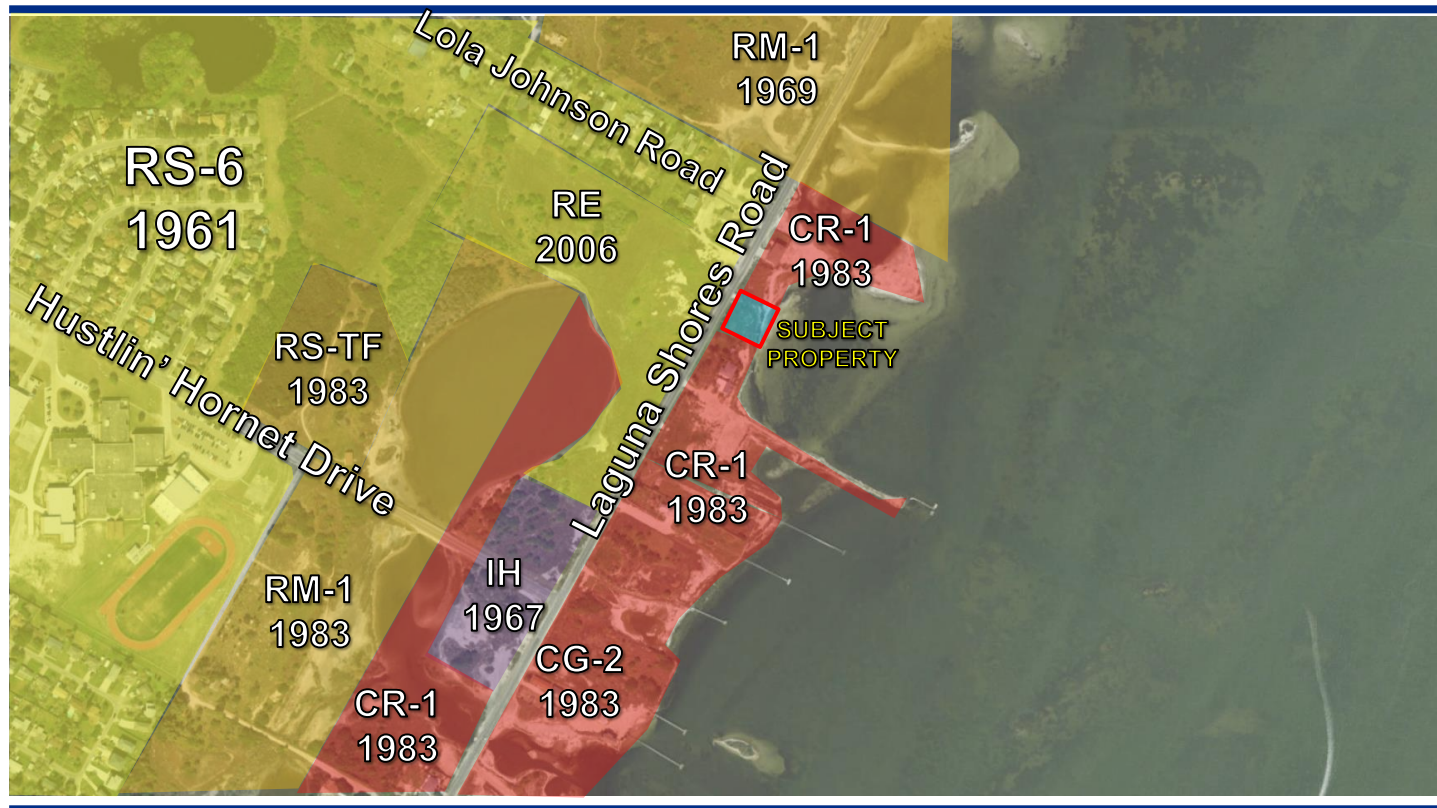 Lola Johnson Road
RM-1
1969
RS-6
1961
RE
2006
Laguna Shores Road
CR-1
1983
SUBJECT
PROPERTY
Hustlin' Hornet Drive
RS-TF
1983
CR-1
1983
IH
1967
RM-1
1983
CG-2
1983
CR-1
1983